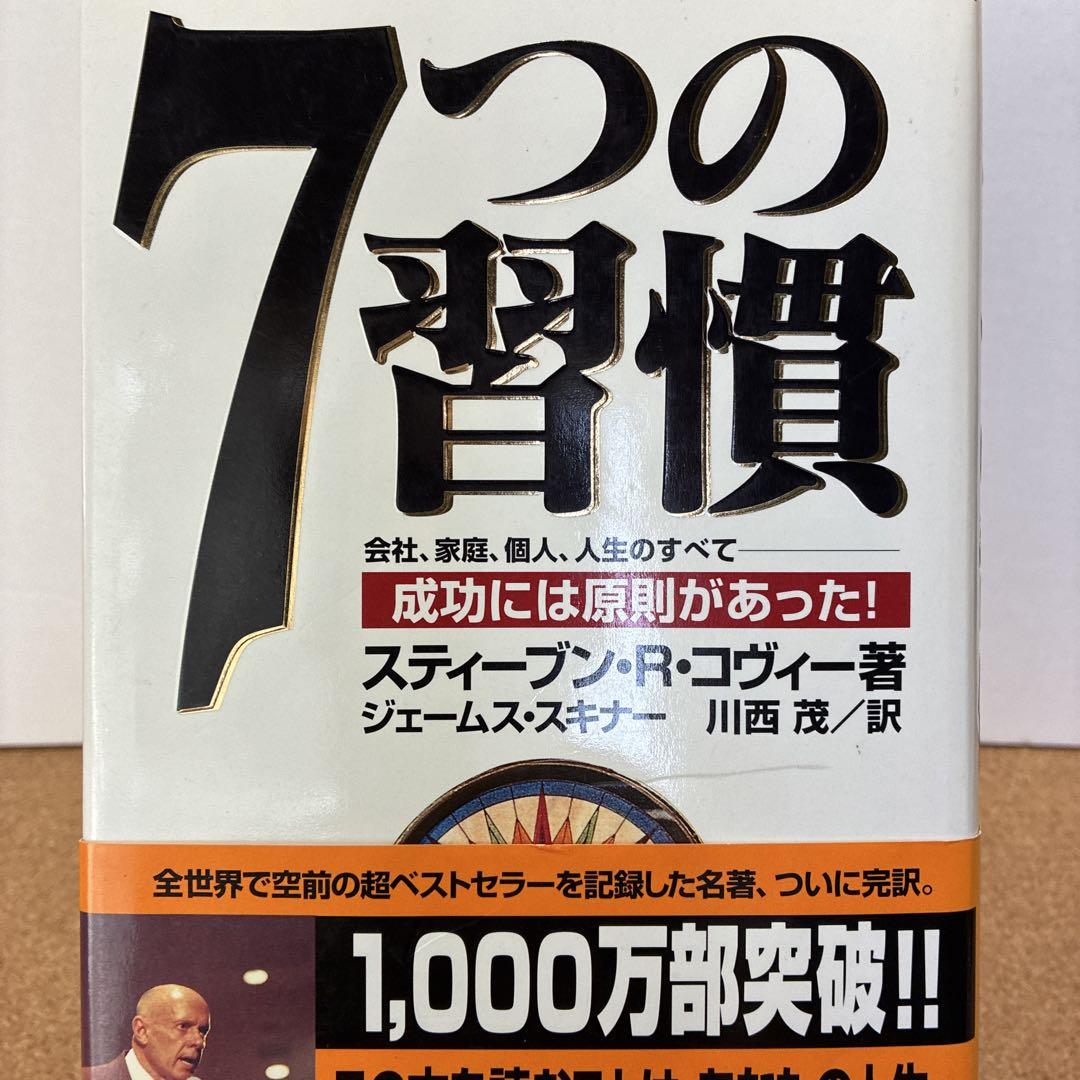 7つの
習慣
会社、家庭、個人、人生のすべて
成功には原則があった!
スティーブン・R・コヴィー著
ジェームス・スキナー 川西 茂/訳
全世界で空前の超ベストセラーを記録した名著、ついに完訳。
1,000万部突破!!